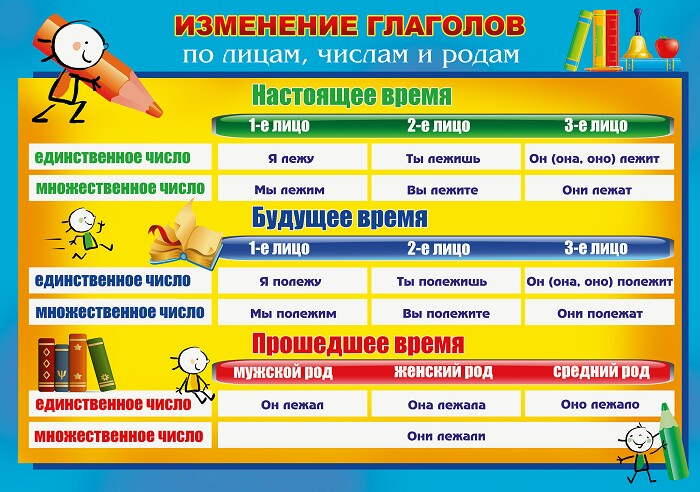 ИЗМЕНЕНИЕ ГЛАГОЛОВ
по лицам, числам и родам
Настоящее время
1-е лицо 2-е лицо 3-е лицо
единственное число Я лежу Ты лежишь Он (она, оно) лежит
множественное число Мы лежим Вы лежите Они лежат
Будущее время
1-е лицо 2-е лицо 3-е лицо
единственное число Я полежу Ты полежишь Он (она, оно) полежит
множественное число Мы полежим Вы полежите Они полежат
Прошедшее время
мужской род женский род средний род
единственное число Он лежал Она лежала Оно лежало
множественное число Они лежали